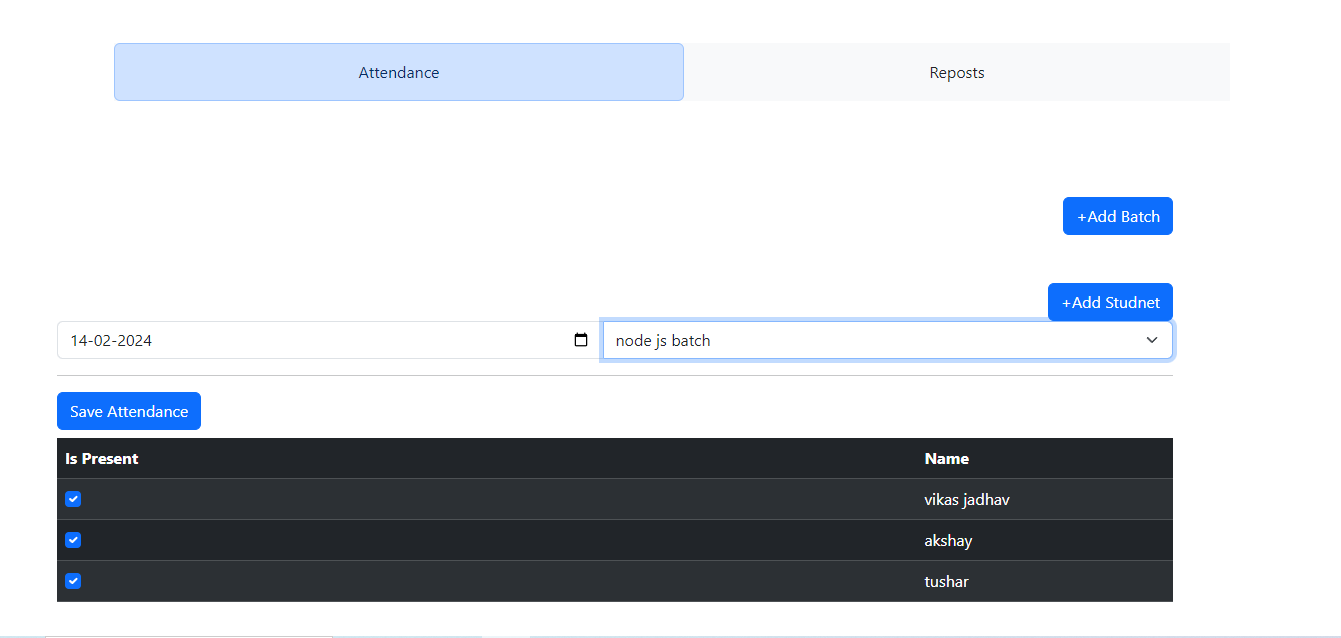 Attendance Reposts
+Add Batch
+Add Studnet
14-02-2024 node js batch
Save Attendance
Is Present Name
vikas jadhav
akshay
tushar